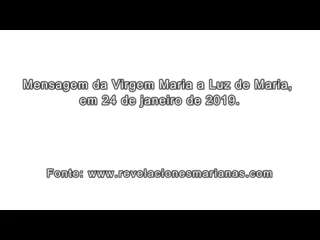 Mensagem da Virgem Maria a Luz de Maria,
em 24 de janeiro de 2019.
Fonte: www.revelacionesmarianas.com